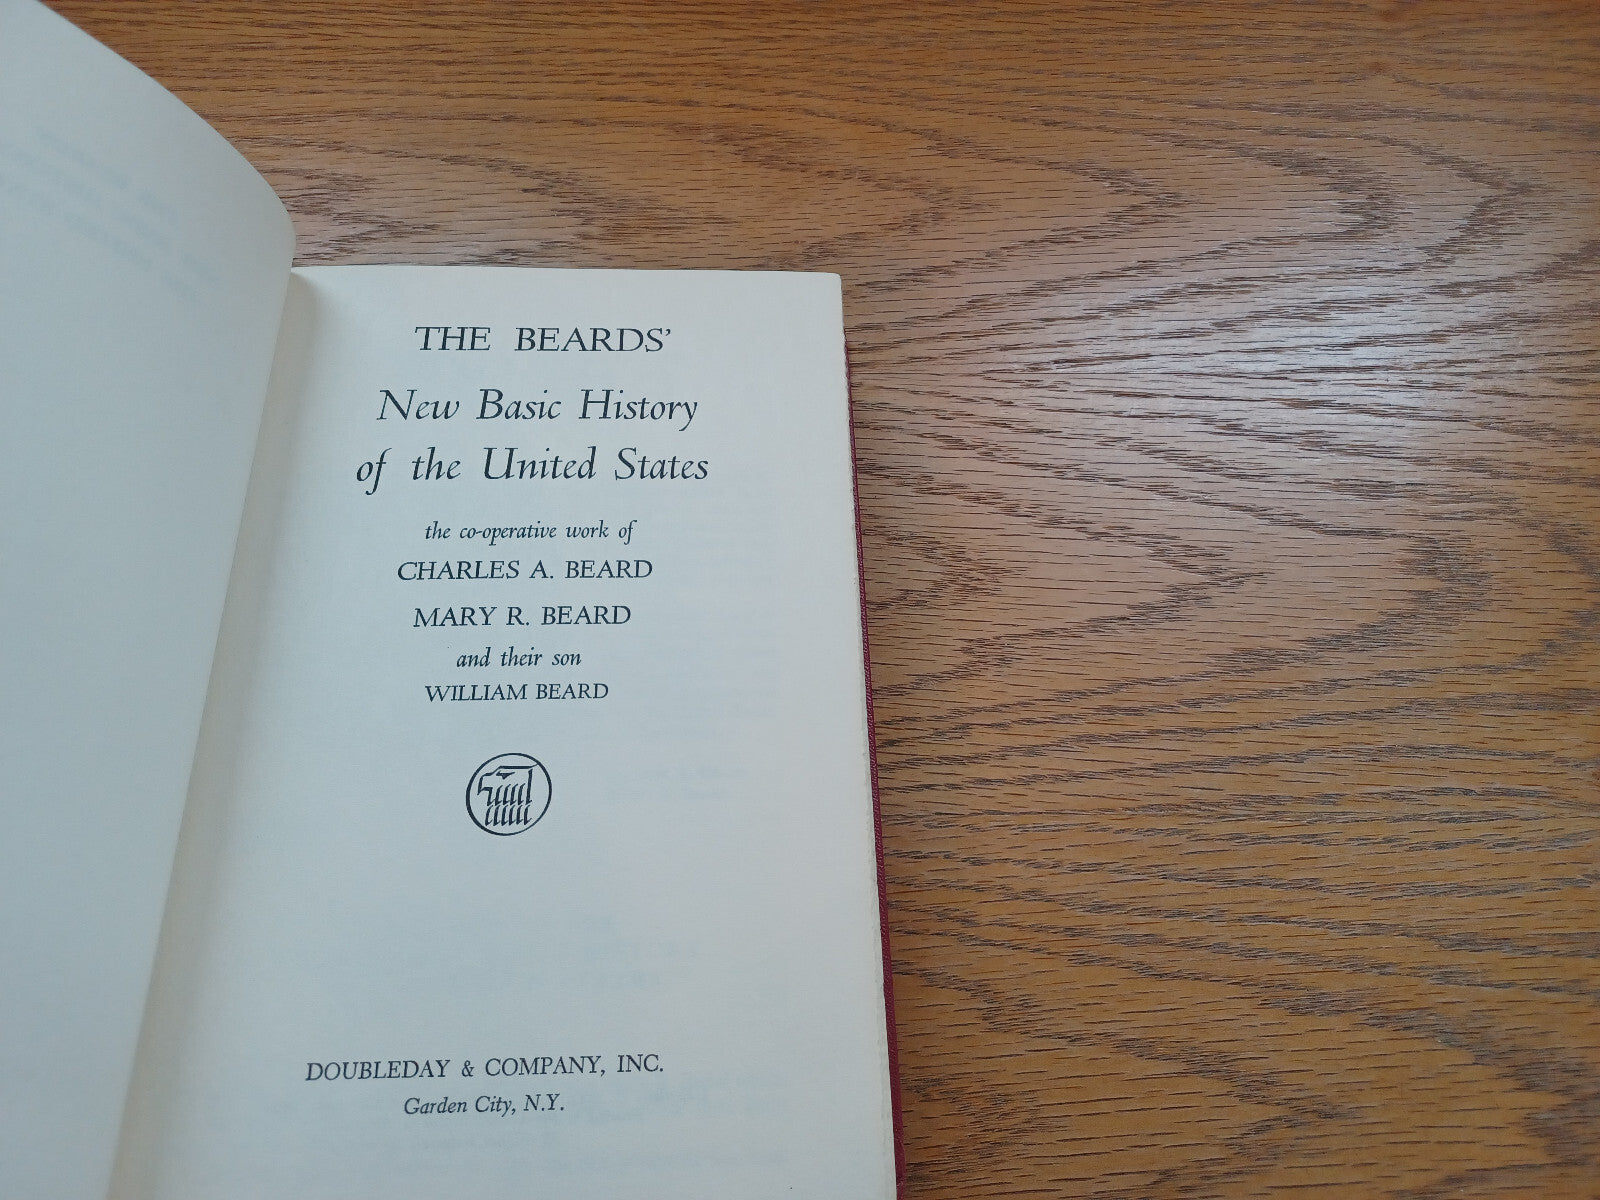 THE BEARDS'
New Basic History
of the United States
the co-operative work of
CHARLES A. BEARD
MARY R. BEARD
and their son
WILLIAM BEARD
DOUBLEDAY & COMPANY, INC.
Garden City, N.Y.